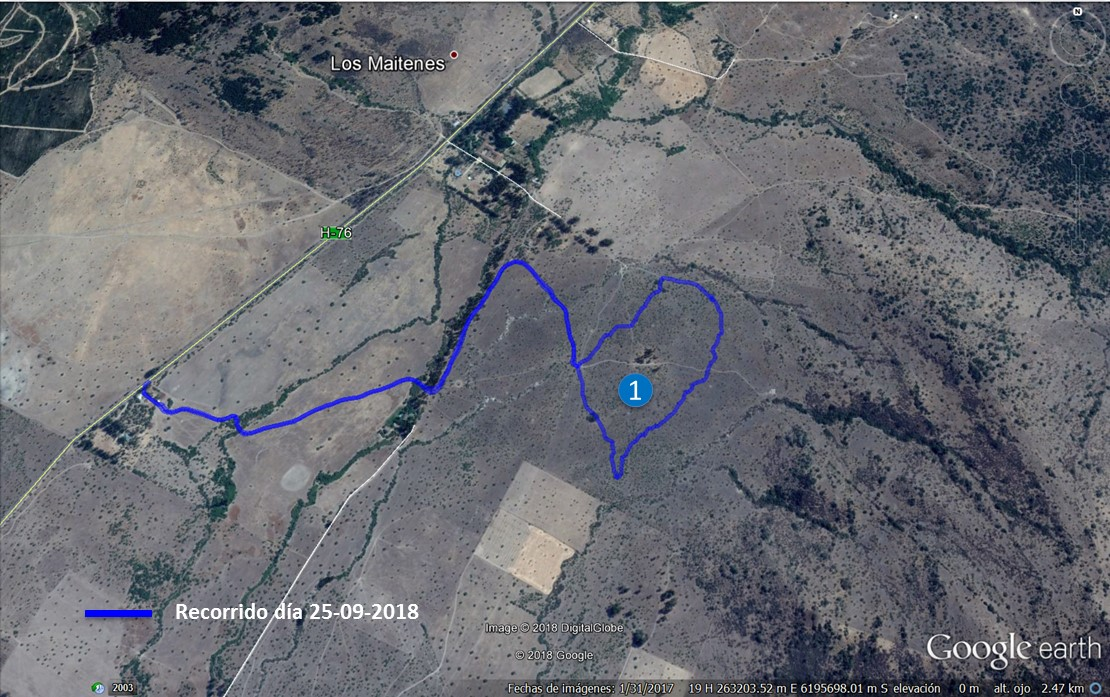 N
Los Maitenes
H-76
1
Recorrido día 25-09-2018
Image © 2018 DigitalGlobe
© 2018 Google
Google earth
2003
Fechas de imágenes: 1/31/2017 19 H 263203.52 m E 6195698.01 m S elevación 0 m alt. ojo 2.47 km